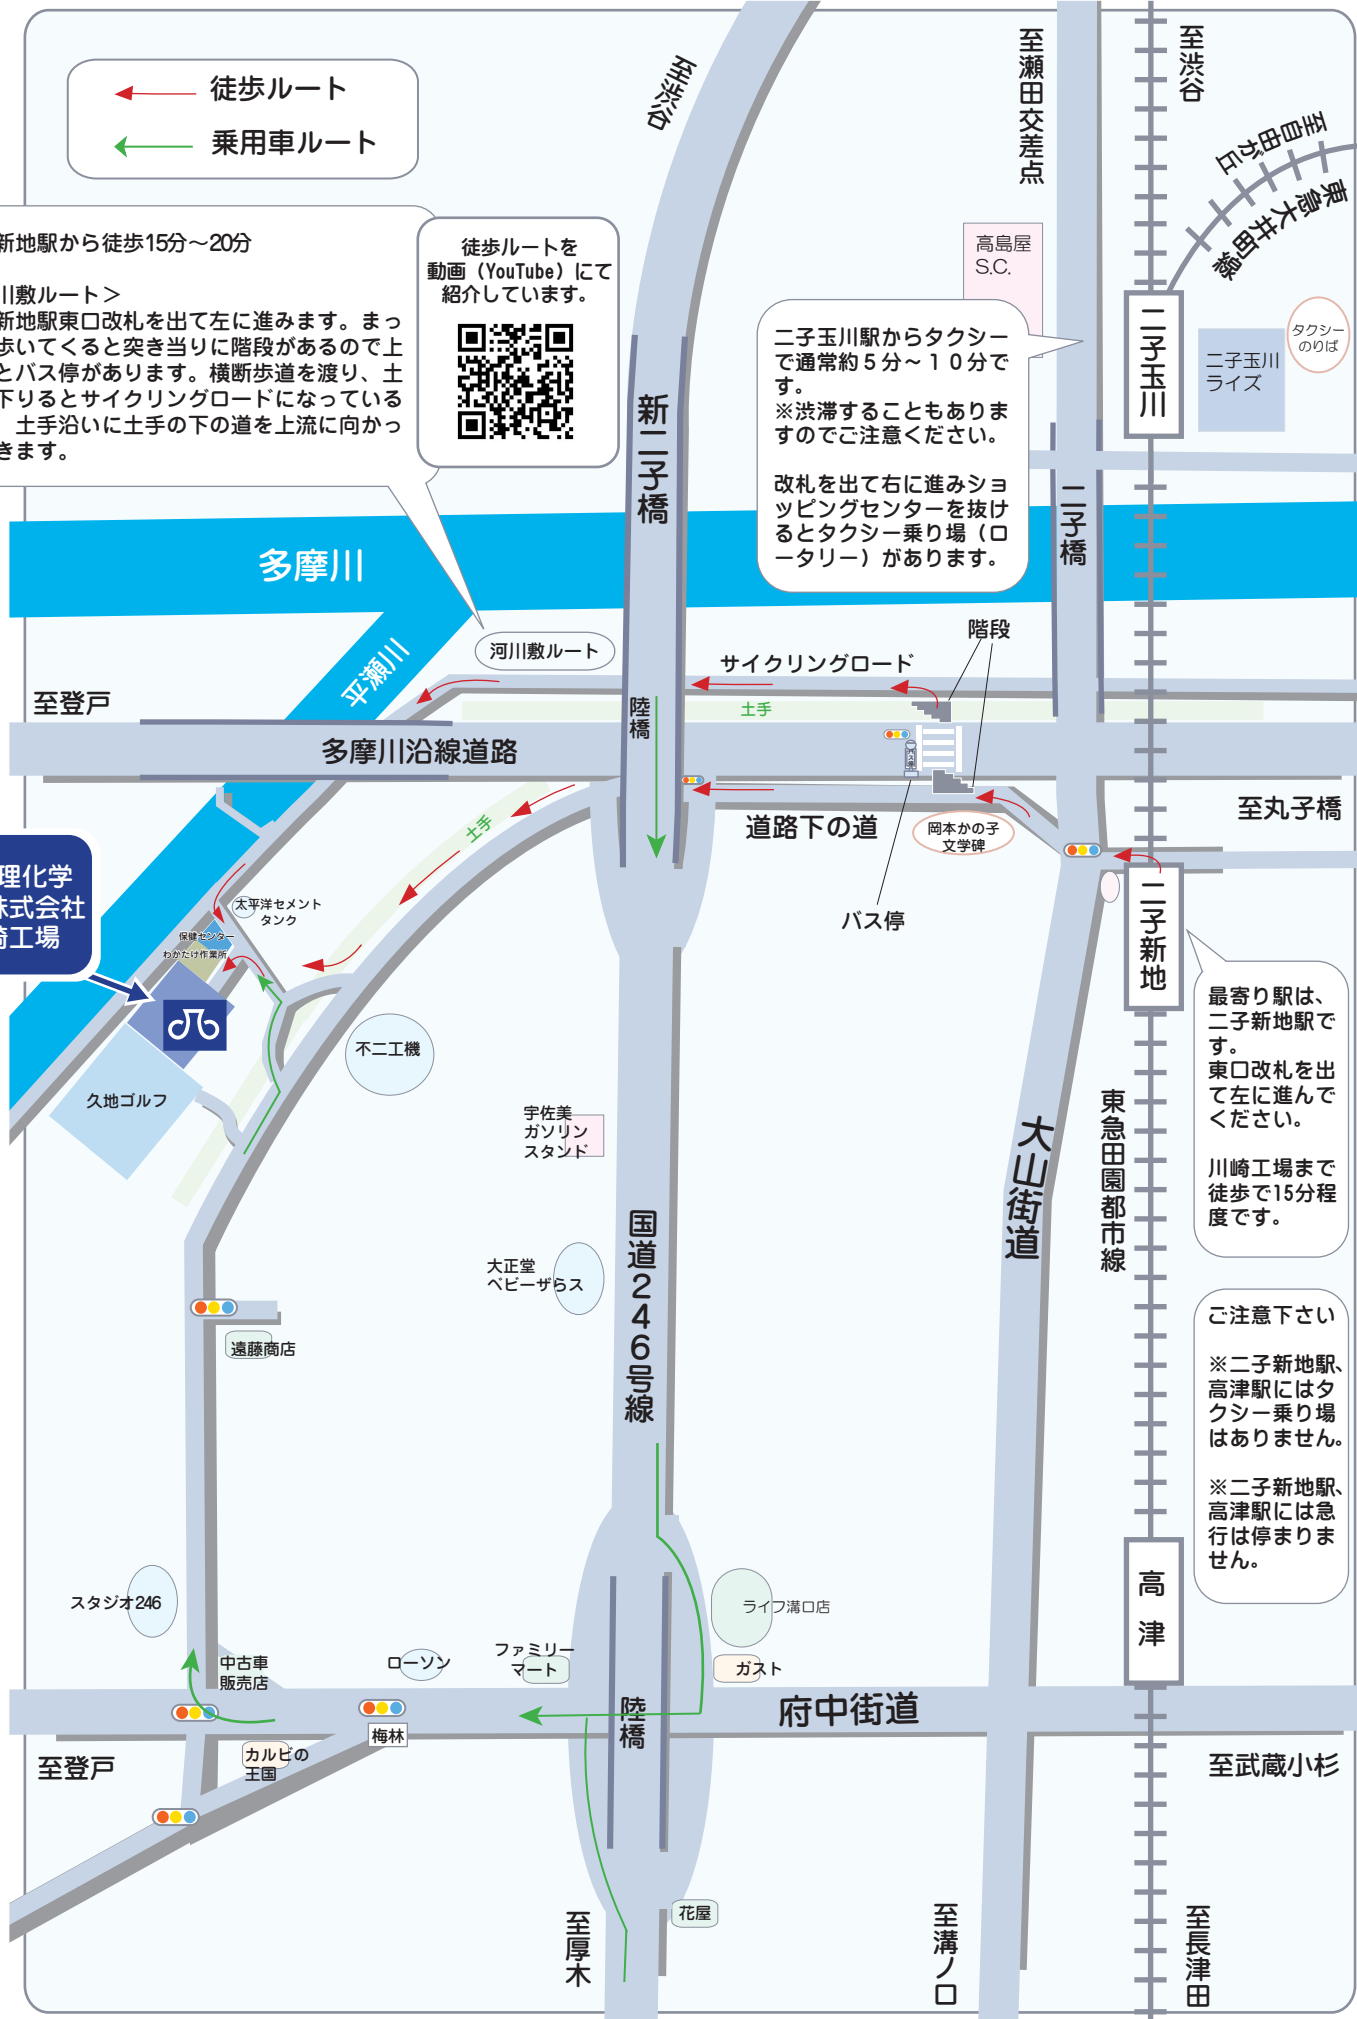 徒歩ルート
乗用車ルート
至渋谷
至瀬田交差点
至渋谷
至自由が丘
東急大井町線
新地駅から徒歩15分〜20分
川敷ルート＞
新地駅東口改札を出て左に進みます。まっ
歩いてくると突き当りに階段があるので上
とバス停があります。横断歩道を渡り、土
下りるとサイクリングロードになっている
、土手沿いに土手の下の道を上流に向かっ
きます。
徒歩ルートを
動画（YouTube）にて
紹介しています。
高島屋
S.C.
二子玉川駅からタクシー
で通常約５分〜１０分で
す。
※渋滞することもありま
すのでご注意ください。
改札を出て右に進みショ
ッピングセンターを抜け
るとタクシー乗り場（ロ
ータリー）があります。
二子玉川
二子玉川
ライズ
タクシー
のりば
新二子橋
二子橋
多摩川
平瀬川
河川敷ルート
階段
サイクリングロード
至登戸
陸橋
土手
多摩川沿線道路
バス停
至丸子橋
道路下の道
岡本かの子
文学碑
土手
バス停
理化学
株式会社
崎工場
太平洋セメント
タンク
保健センター
わかたけ作業所
二子新地
最寄り駅は、
二子新地駅で
す。
東口改札を出
て左に進んで
ください。
川崎工場まで
徒歩で15分程
度です。
不二工機
久地ゴルフ
宇佐美
ガソリン
スタンド
東急田園都市線
大山街道
国道２４６号線
大正堂
ベビーザらス
遠藤商店
ご注意下さい
※二子新地駅、
高津駅にはタ
クシー乗り場
はありません。
※二子新地駅、
高津駅には急
行は停まりま
せん。
高津
スタジオ246
ライフ溝口店
中古車
販売店
ローソン
ファミリー
マート
ガスト
府中街道
陸橋
梅林
至登戸
カルビの
王国
至武蔵小杉
花屋
至厚木
至溝ノ口
至長津田